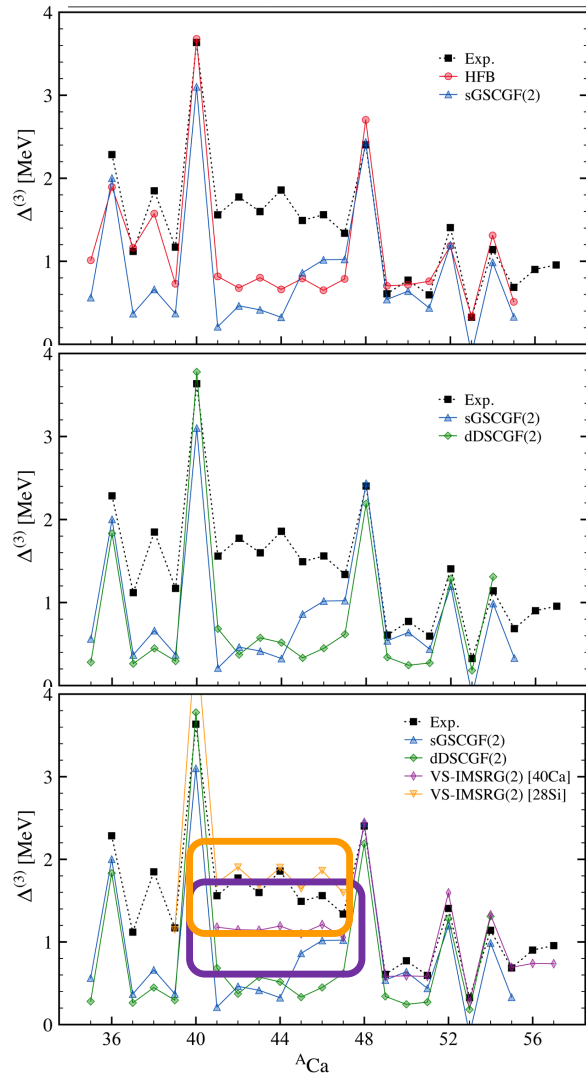 4
3
2
1
0
Δ(3) [MeV]
Exp.
HFB
sGSCGF(2)
4
3
2
1
0
Δ(3) [MeV]
Exp.
sGSCGF(2)
dDSCGF(2)
4
3
2
1
0
Δ(3) [MeV]
Exp.
sGSCGF(2)
dDSCGF(2)
VS-IMSRG(2) [40Ca]
VS-IMSRG(2) [28Si]
36 40 44 48 52 56
ACa